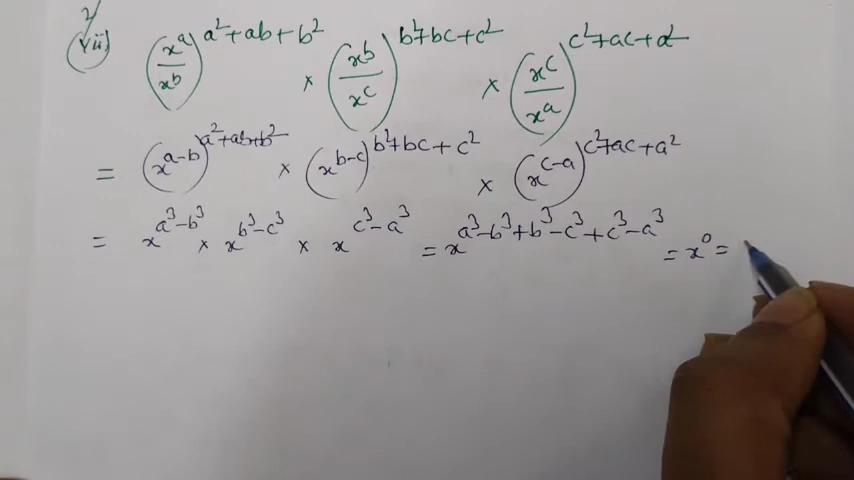 2/
vii) (x^a/x^b)^(a²+ab+b²) × (x^b/x^c)^(b²+bc+c²) × (x^c/x^a)^(c²+ac+a²)
= (x^(a-b))^(a²+ab+b²) × (x^(b-c))^(b²+bc+c²) × (x^(c-a))^(c²+ac+a²)
= x^(a³-b³) × x^(b³-c³) × x^(c³-a³) = x^(a³-b³+b³-c³+c³-a³) = x⁰ =